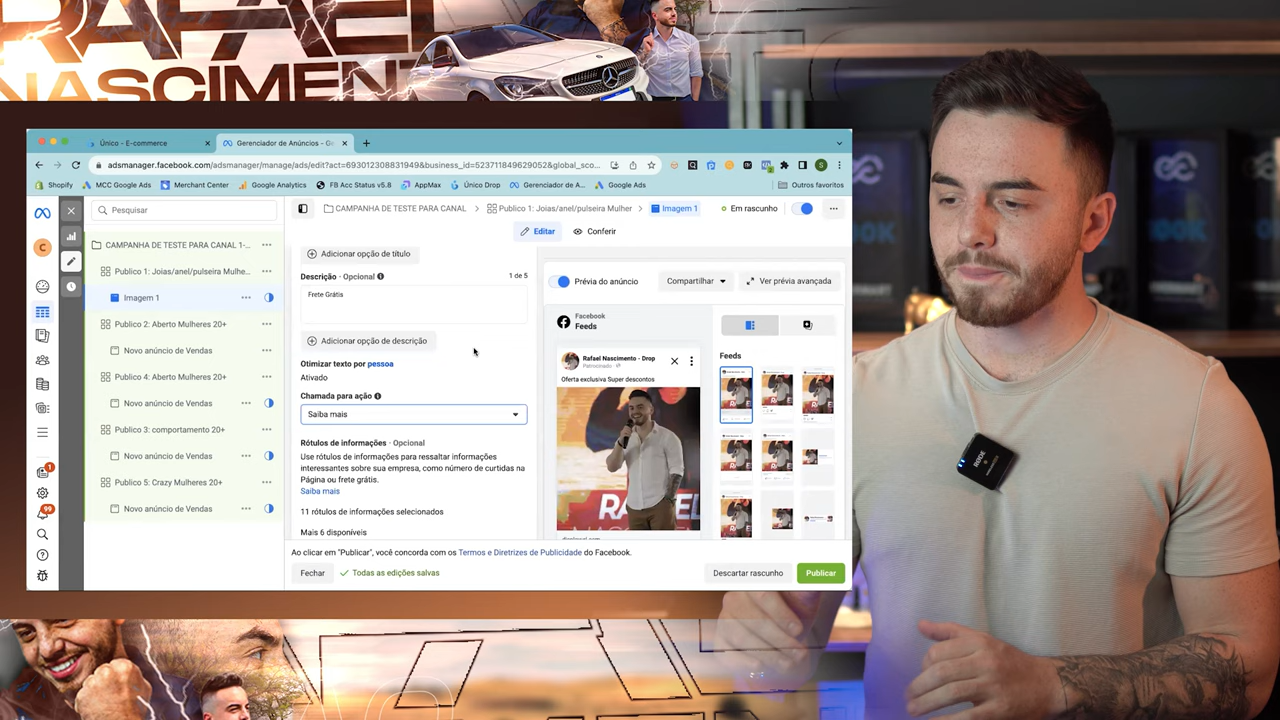 RAFAEL
NASCIMEN
Único - E-commerce
Gerenciador de Anúncios - Ge
adsmanager.facebook.com/adsmanager/manage/ads/edit?act=693012308831949&business_id=523711849629052&global_sco...
Shopify
MCC Google Ads
Merchant Center
Google Analytics
FB Acc Status v5.8
AppMax
Único Drop
Gerenciador de A...
Google Ads
Outros favoritos
Pesquisar
CAMPANHA DE TESTE PARA CANAL
Público 1: Joias/anel/pulseira Mulher
Imagem 1
Em rascunho
Editar
Conferir
C
1
99
CAMPANHA DE TESTE PARA CANAL 1-...
Publico 1: Joias/anel/pulseira Mulhe...
Imagem 1
Publico 2: Aberto Mulheres 20+
Novo anúncio de Vendas
Publico 4: Aberto Mulheres 20+
Novo anúncio de Vendas
Publico 3: comportamento 20+
Novo anúncio de Vendas
Publico 5: Crazy Mulheres 20+
Novo anúncio de Vendas
Adicionar opção de título
Descrição · Opcional
1 de 5
Frete Grátis
Adicionar opção de descrição
Otimizar texto por pessoa
Ativado
Chamada para ação
Saiba mais
Rótulos de informações · Opcional
Use rótulos de informações para ressaltar informações
interessantes sobre sua empresa, como número de curtidas na
Página ou frete grátis.
Saiba mais
11 rótulos de informações selecionados
Mais 6 disponíveis
Prévia do anúncio
Compartilhar
Ver prévia avançada
Facebook
Feeds
Rafael Nascimento - Drop
Patrocinado
Oferta exclusiva Super descontos
Feeds
Ao clicar em "Publicar", você concorda com os Termos e Diretrizes de Publicidade do Facebook.
Fechar
Todas as edições salvas
Descartar rascunho
Publicar
RØDE